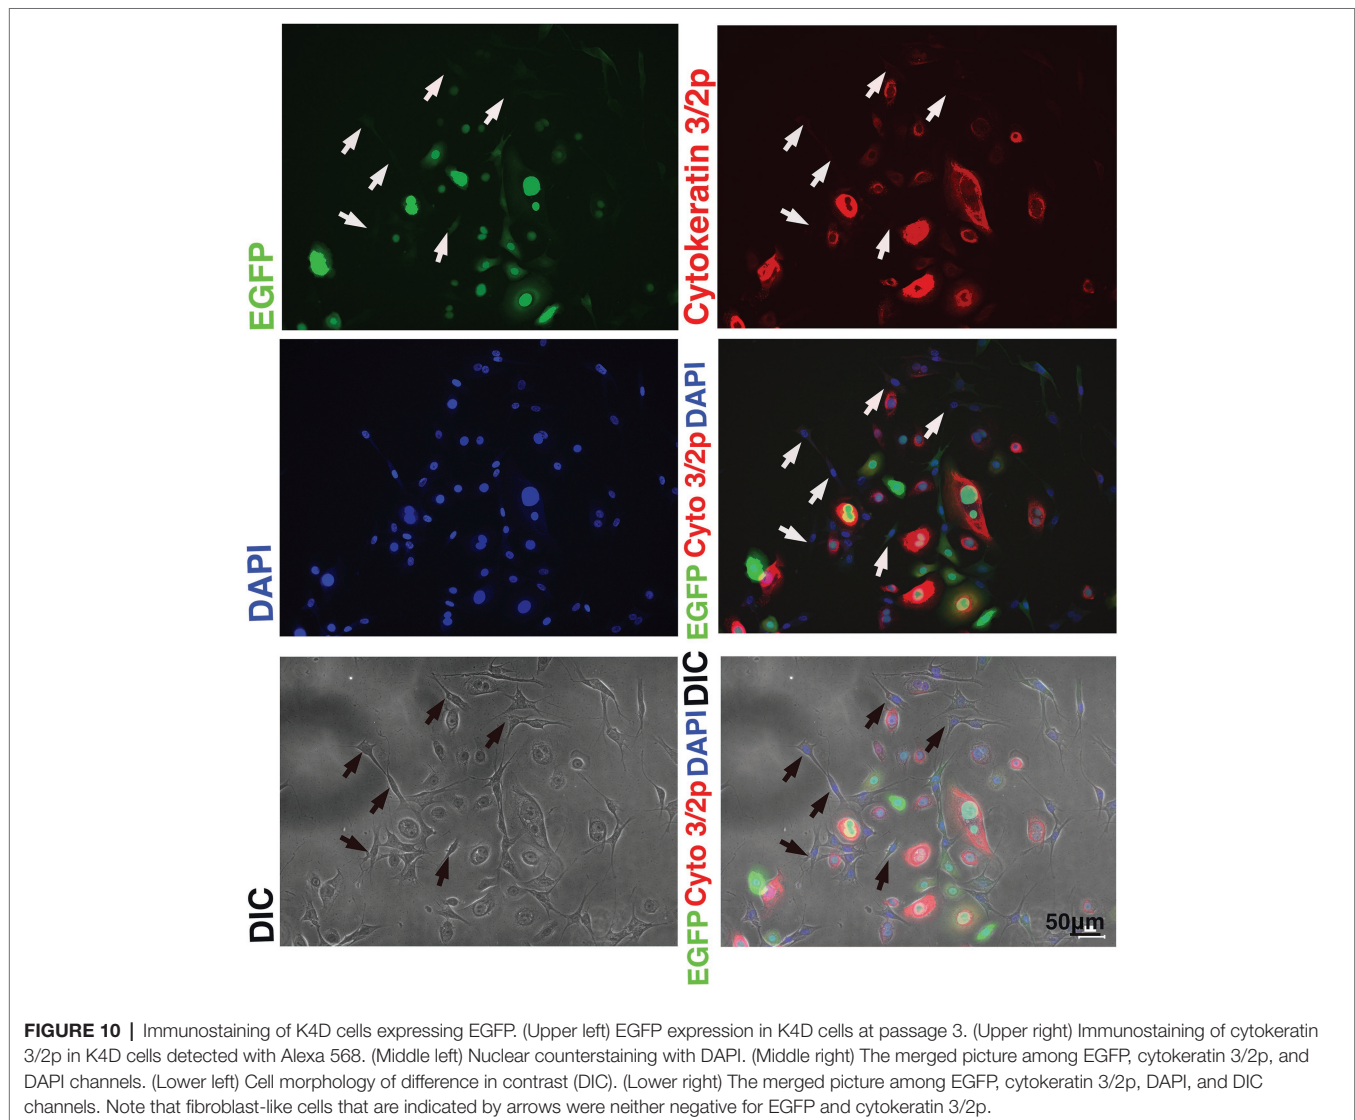 EGFP
Cytokeratin 3/2p
DAPI
EGFP Cyto 3/2p DAPI
DIC
EGFP Cyto 3/2p DAPI DIC
50µm
FIGURE 10 | Immunostaining of K4D cells expressing EGFP. (Upper left) EGFP expression in K4D cells at passage 3. (Upper right) Immunostaining of cytokeratin
3/2p in K4D cells detected with Alexa 568. (Middle left) Nuclear counterstaining with DAPI. (Middle right) The merged picture among EGFP, cytokeratin 3/2p, and
DAPI channels. (Lower left) Cell morphology of difference in contrast (DIC). (Lower right) The merged picture among EGFP, cytokeratin 3/2p, DAPI, and DIC
channels. Note that fibroblast-like cells that are indicated by arrows were neither negative for EGFP and cytokeratin 3/2p.